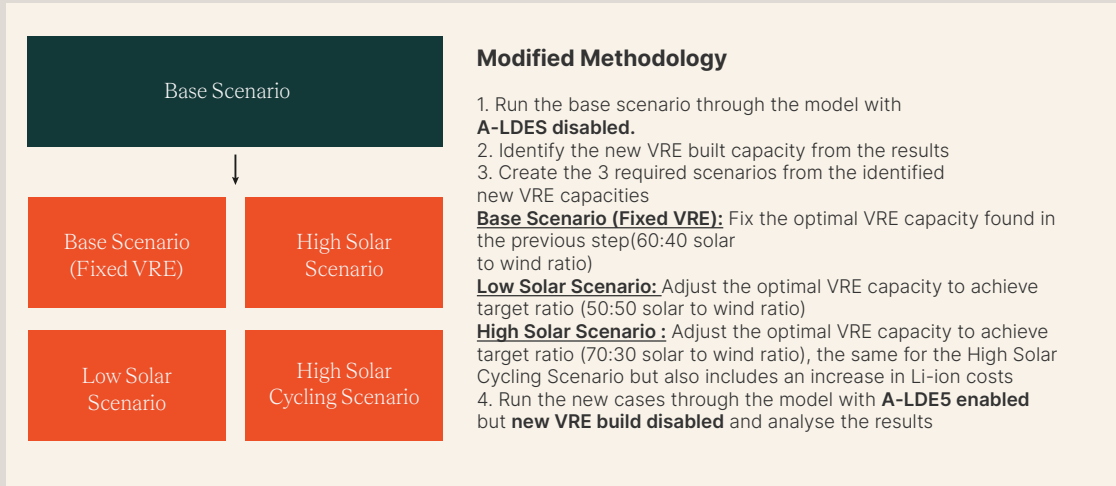 Base Scenario
Base Scenario
(Fixed VRE)
High Solar
Scenario
Low Solar
Scenario
High Solar
Cycling Scenario
Modified Methodology
1. Run the base scenario through the model with
A-LDES disabled.
2. Identify the new VRE built capacity from the results
3. Create the 3 required scenarios from the identified
new VRE capacities
Base Scenario (Fixed VRE): Fix the optimal VRE capacity found in
the previous step(60:40 solar
to wind ratio)
Low Solar Scenario: Adjust the optimal VRE capacity to achieve
target ratio (50:50 solar to wind ratio)
High Solar Scenario : Adjust the optimal VRE capacity to achieve
target ratio (70:30 solar to wind ratio), the same for the High Solar
Cycling Scenario but also includes an increase in Li-ion costs
4. Run the new cases through the model with A-LDE5 enabled
but new VRE build disabled and analyse the results